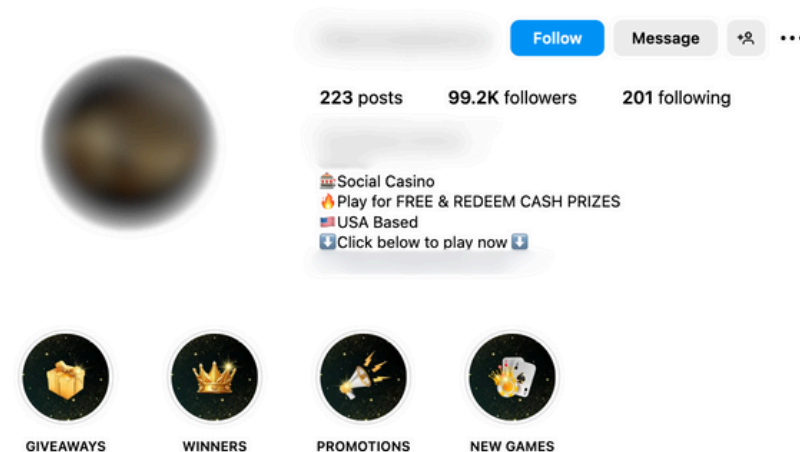 Follow Message
223 posts 99.2K followers 201 following
🎰Social Casino
🔥Play for FREE & REDEEM CASH PRIZES
🇺🇸USA Based
⬇️Click below to play now⬇️
GIVEAWAYS WINNERS PROMOTIONS NEW GAMES